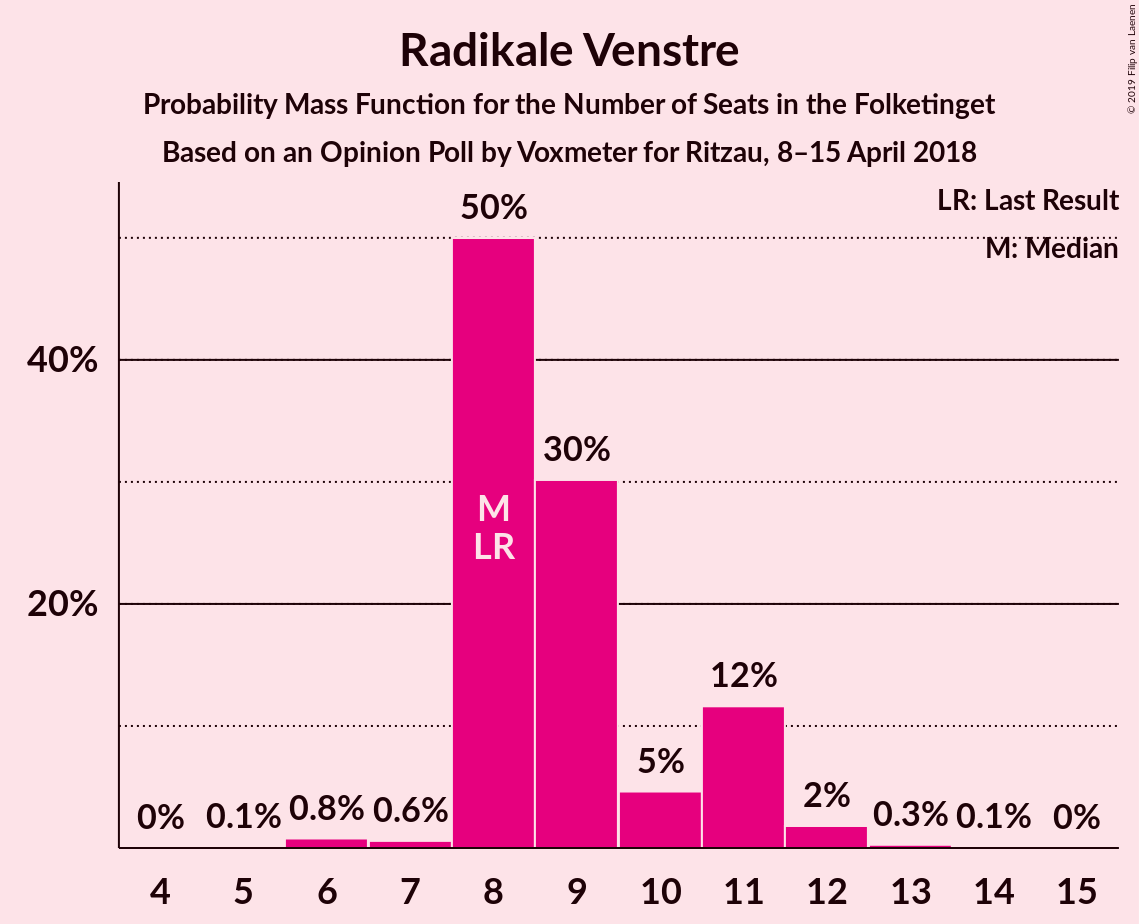 Radikale Venstre
Probability Mass Function for the Number of Seats in the Folketinget
Based on an Opinion Poll by Voxmeter for Ritzau, 8–15 April 2018
© 2019 Filip van Laenen
LR: Last Result
M: Median
50%
40%
30%
20%
12%
5%
2%
0%
0.1%
0.8%
0.6%
0.3%
0.1%
0%
M
LR
4 5 6 7 8 9 10 11 12 13 14 15